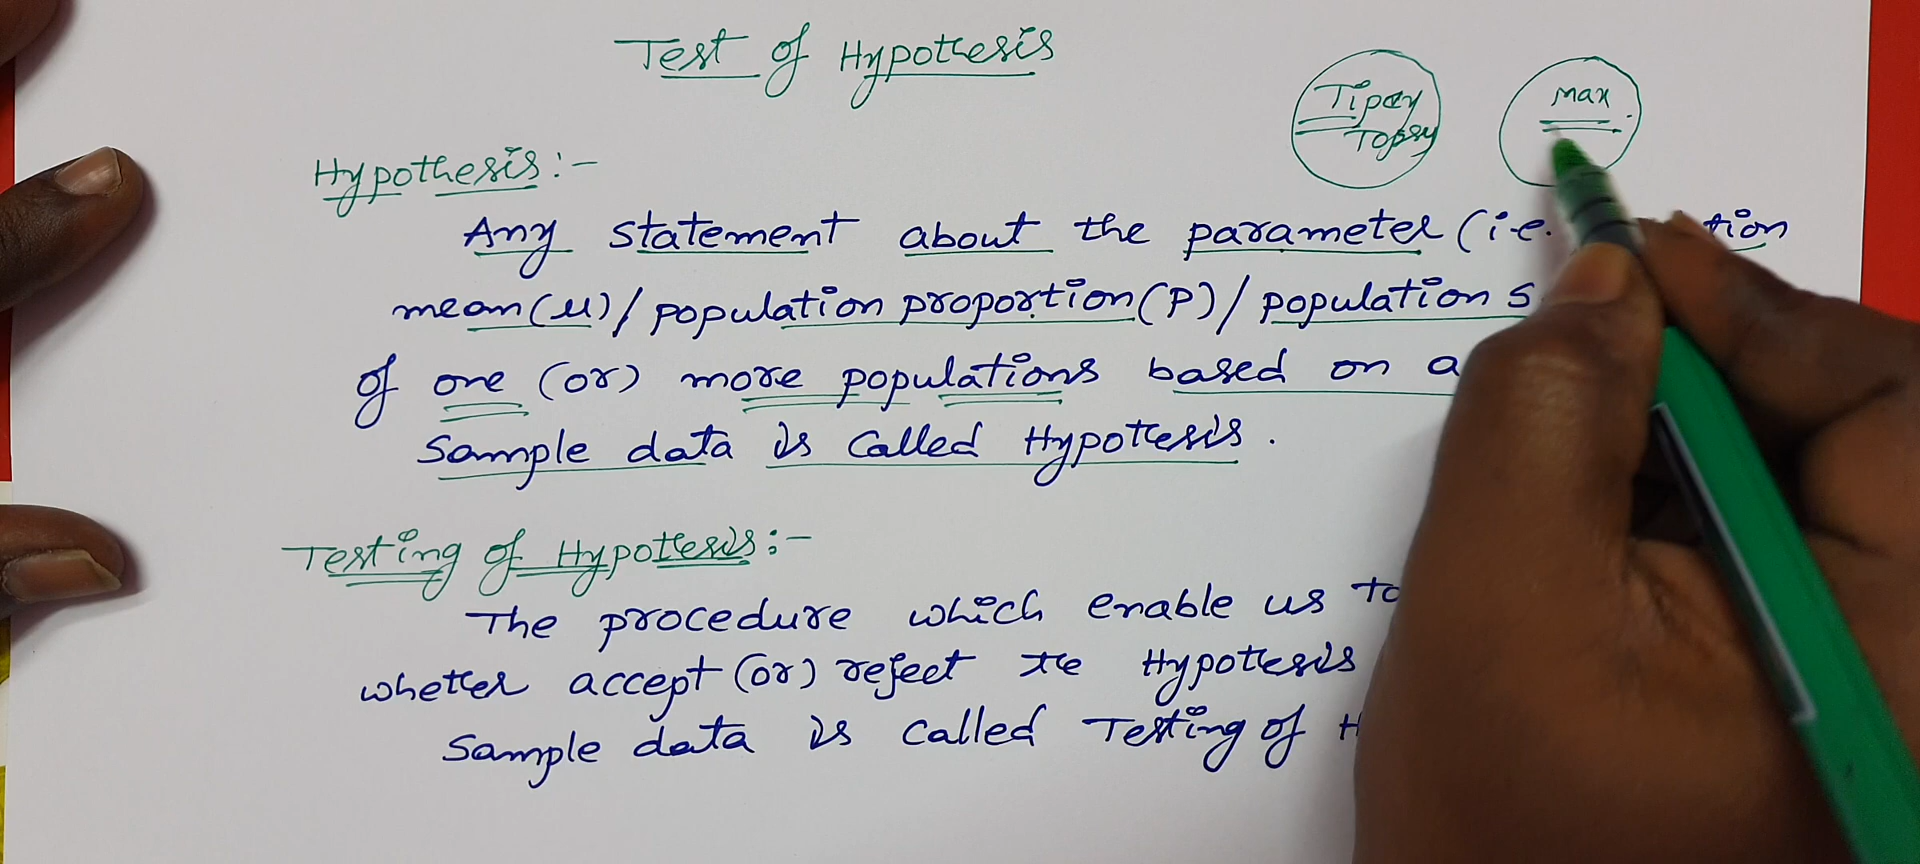 Test of Hypothesis
Tipsy
Topsy
Max
Hypothesis:-
Any statement about the parameter (i.e.
mean(μ)/population proportion(P)/population
of one (or) more populations based on a
Sample data is called Hypothesis.
Testing of Hypothesis:-
The procedure which enable us to
whether accept (or) reject the Hypothesis
Sample data is called Testing of